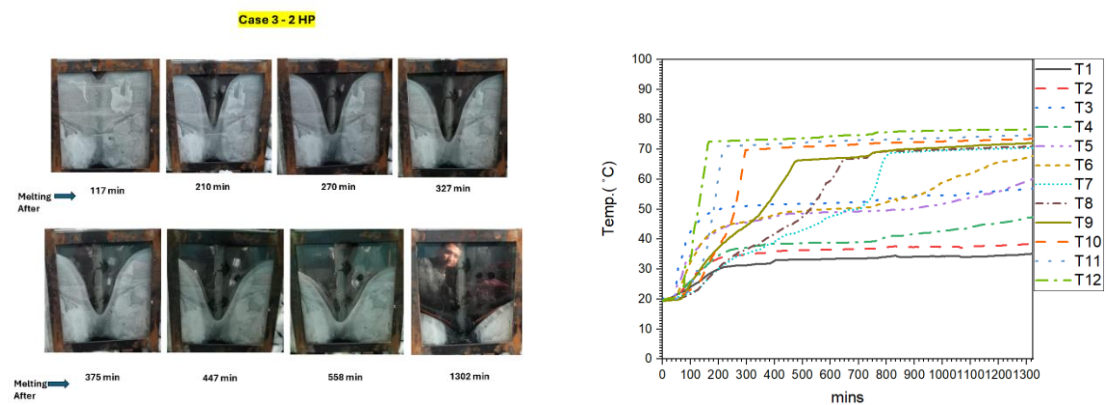 Case 3 - 2 HP
117 min
210 min
270 min
327 min
Melting
After
375 min
447 min
558 min
1302 min
Melting
After
Temp.( °C)
100
90
80
70
60
50
40
30
20
10
0
0 100 200 300 400 500 600 700 800 900 1000 1100 1200 1300
mins
T1
T2
T3
T4
T5
T6
T7
T8
T9
T10
T11
T12